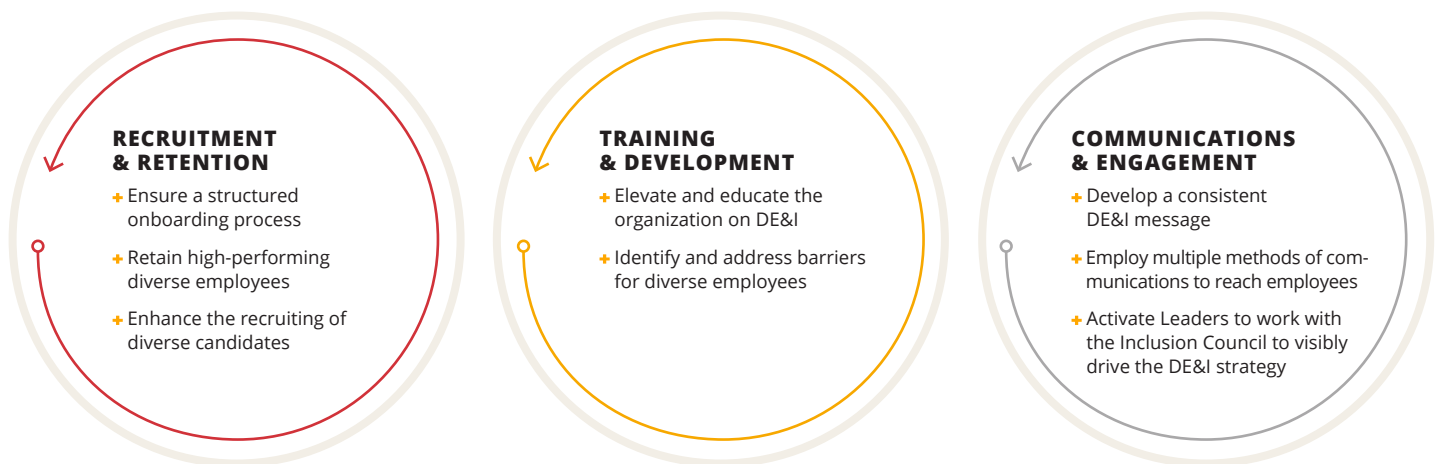 RECRUITMENT
& RETENTION
+ Ensure a structured
onboarding process
+ Retain high-performing
diverse employees
+ Enhance the recruiting of
diverse candidates
TRAINING
& DEVELOPMENT
+ Elevate and educate the
organization on DE&I
+ Identify and address barriers
for diverse employees
COMMUNICATIONS
& ENGAGEMENT
+ Develop a consistent
DE&I message
+ Employ multiple methods of com-
munications to reach employees
+ Activate Leaders to work with
the Inclusion Council to visibly
drive the DE&I strategy